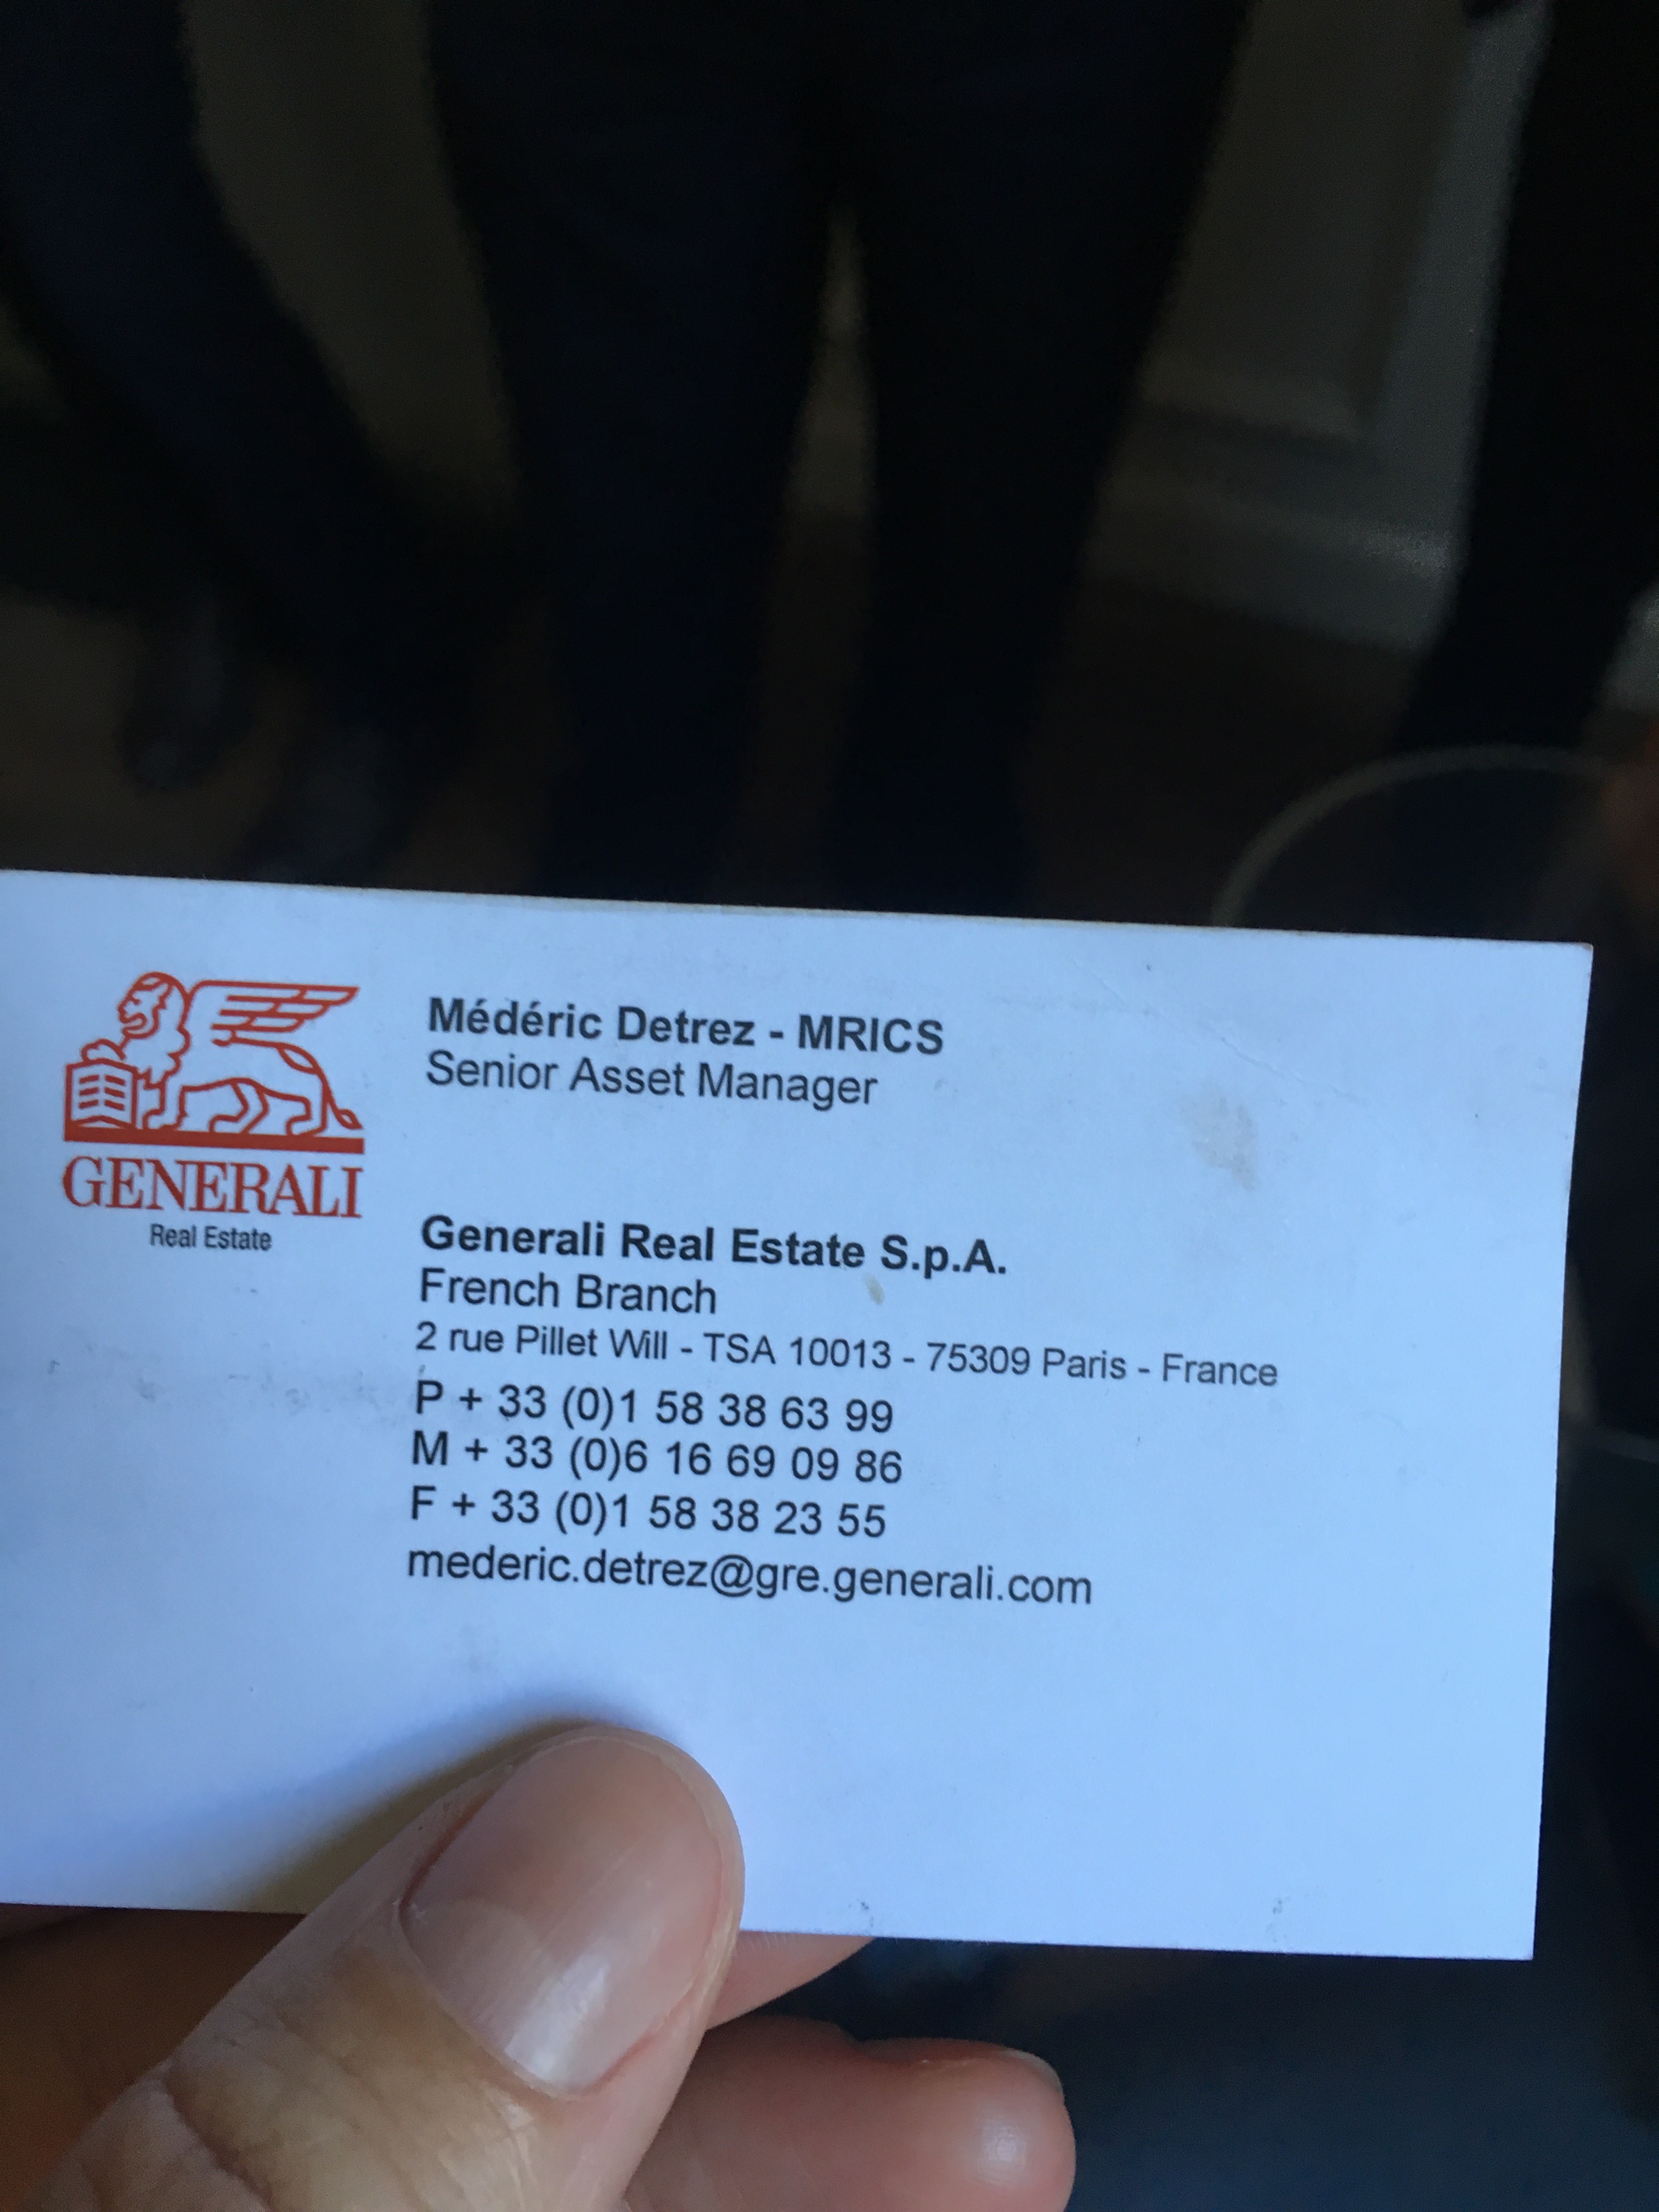 GENERALI
Real Estate
Médéric Detrez - MRICS
Senior Asset Manager
Generali Real Estate S.p.A.
French Branch
2 rue Pillet Will - TSA 10013 - 75309 Paris - France
P + 33 (0)1 58 38 63 99
M + 33 (0)6 16 69 09 86
F + 33 (0)1 58 38 23 55
mederic.detrez@gre.generali.com